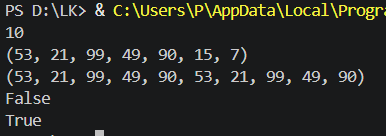 PS D:\LK> & C:\Users\P\AppData\Local\Progra
10
(53, 21, 99, 49, 90, 15, 7)
(53, 21, 99, 49, 90, 53, 21, 99, 49, 90)
False
True